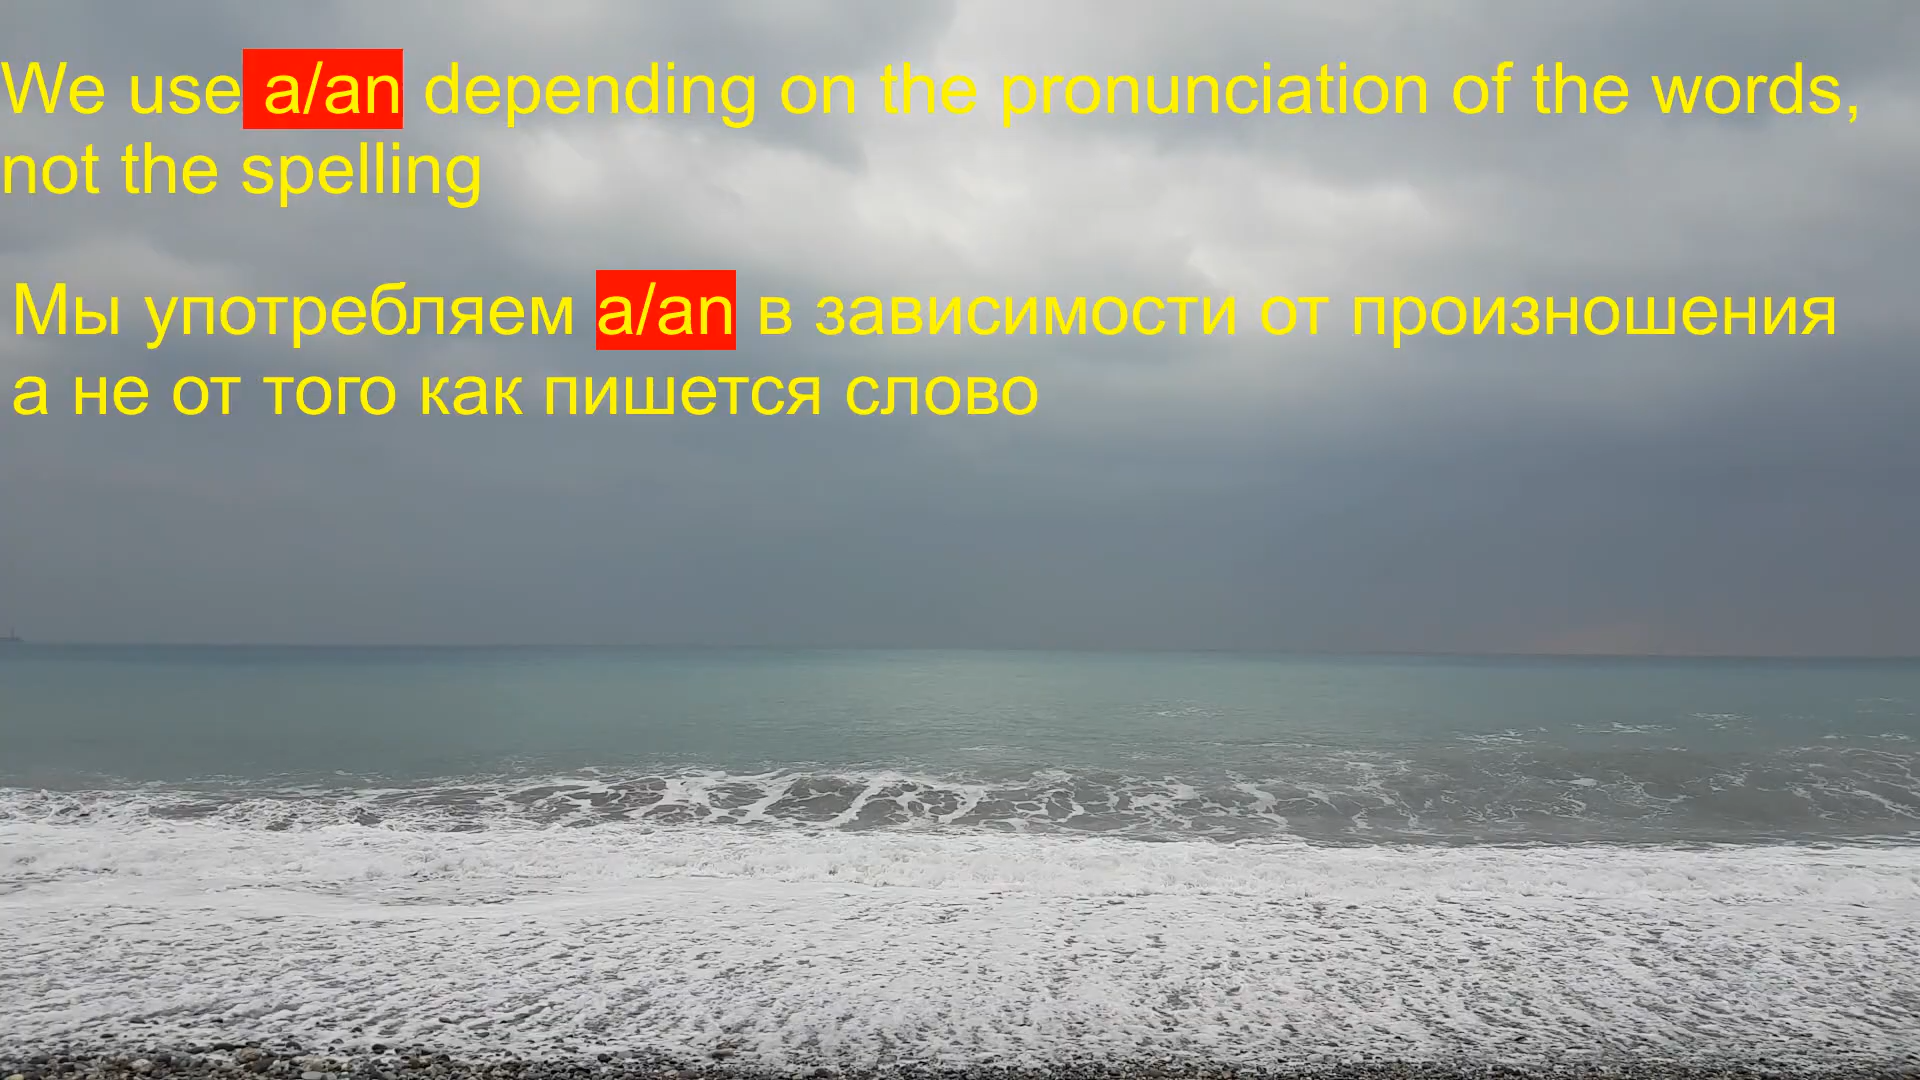 We use a/an depending on the pronunciation of the words,
not the spelling
Мы употребляем a/an в зависимости от произношения
а не от того как пишется слово